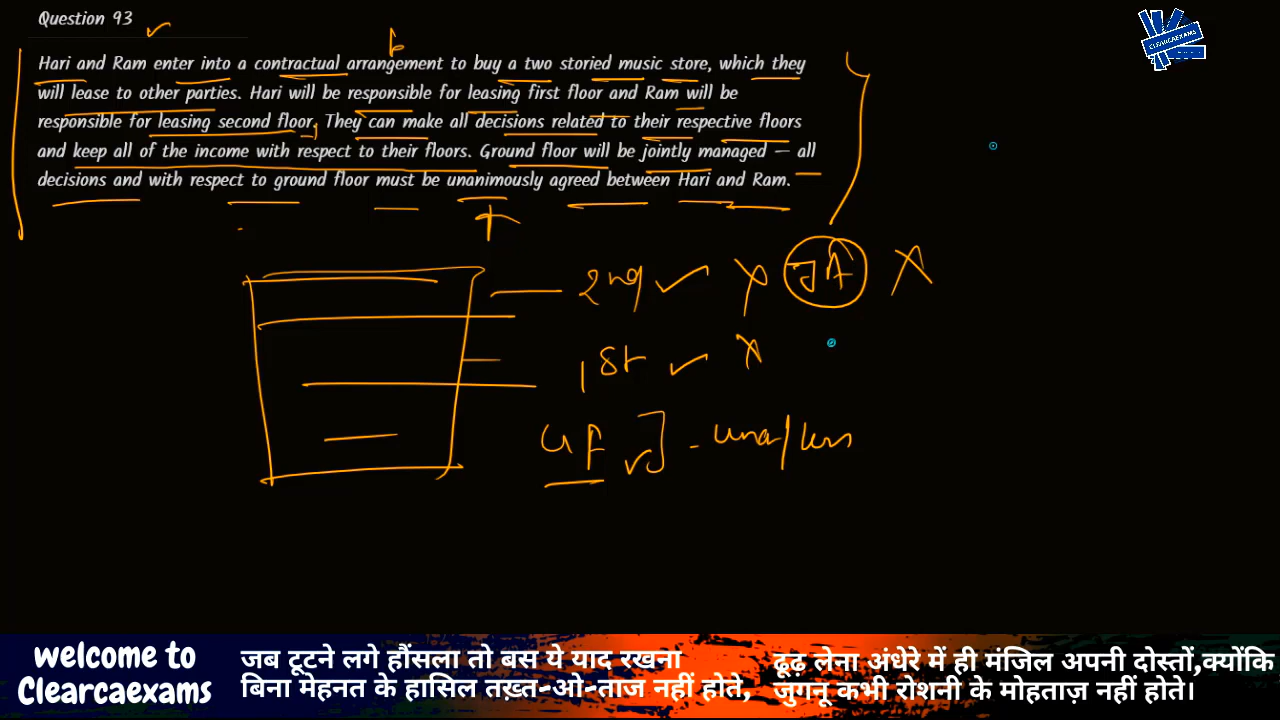 Question 93
CLEARCAEXAMS
Hari and Ram enter into a contractual arrangement to buy a two storied music store, which they
will lease to other parties. Hari will be responsible for leasing first floor and Ram will be
responsible for leasing second floor. They can make all decisions related to their respective floors
and keep all of the income with respect to their floors. Ground floor will be jointly managed – all
decisions and with respect to ground floor must be unanimously agreed between Hari and Ram.
2nd JA
1st
GF
welcome to
Clearcaexams
जब टूटने लगे हौंसला तो बस ये याद रखना
बिना मेहनत के हासिल तख़्त-ओ-ताज नहीं होते,
ढूढ़ लेना अंधेरे में ही मंजिल अपनी दोस्तों,क्योंकि
जुगनू कभी रोशनी के मोहताज़ नहीं होते।